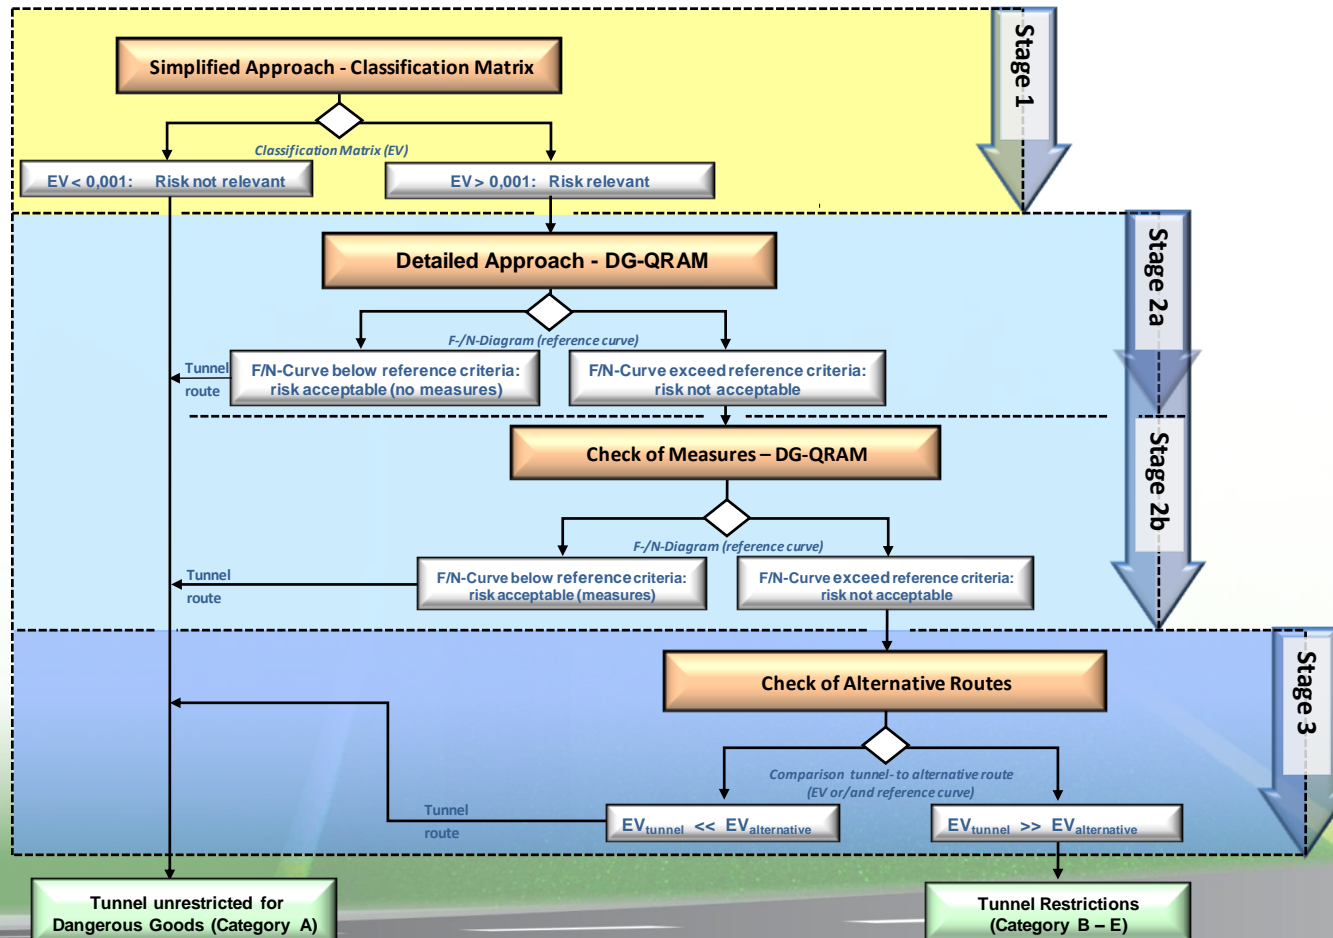 Simplified Approach - Classification Matrix
Stage 1
Classification Matrix (EV)
EV < 0,001: Risk not relevant
EV > 0,001: Risk relevant
Detailed Approach - DG-QRAM
Stage 2a
F-/N-Diagram (reference curve)
Tunnel
route
F/N-Curve below reference criteria:
risk acceptable (no measures)
F/N-Curve exceed reference criteria:
risk not acceptable
Check of Measures – DG-QRAM
Stage 2b
F-/N-Diagram (reference curve)
Tunnel
route
F/N-Curve below reference criteria:
risk acceptable (measures)
F/N-Curve exceed reference criteria:
risk not acceptable
Check of Alternative Routes
Stage 3
Comparison tunnel- to alternative route
(EV or/and reference curve)
Tunnel
route
EVtunnel << EValternative
EVtunnel >> EValternative
Tunnel unrestricted for
Dangerous Goods (Category A)
Tunnel Restrictions
(Category B – E)